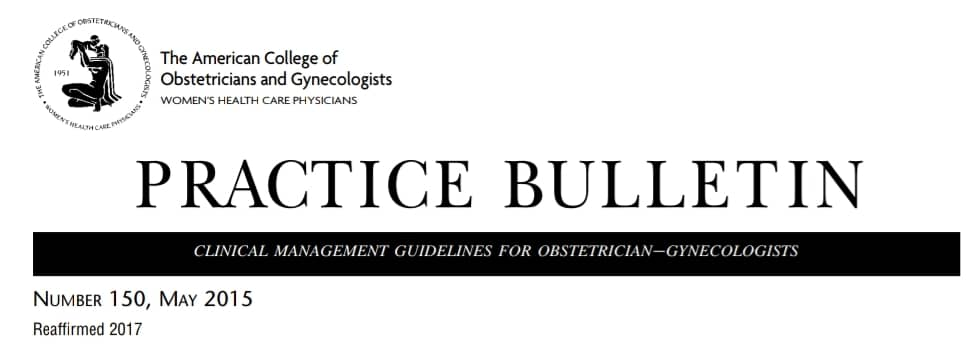 THE AMERICAN COLLEGE OF OBSTETRICIANS AND GYNECOLOGISTS
• WOMEN'S HEALTH CARE PHYSICIANS •
1951
The American College of
Obstetricians and Gynecologists
WOMEN'S HEALTH CARE PHYSICIANS
PRACTICE BULLETIN
CLINICAL MANAGEMENT GUIDELINES FOR OBSTETRICIAN–GYNECOLOGISTS
NUMBER 150, MAY 2015
Reaffirmed 2017